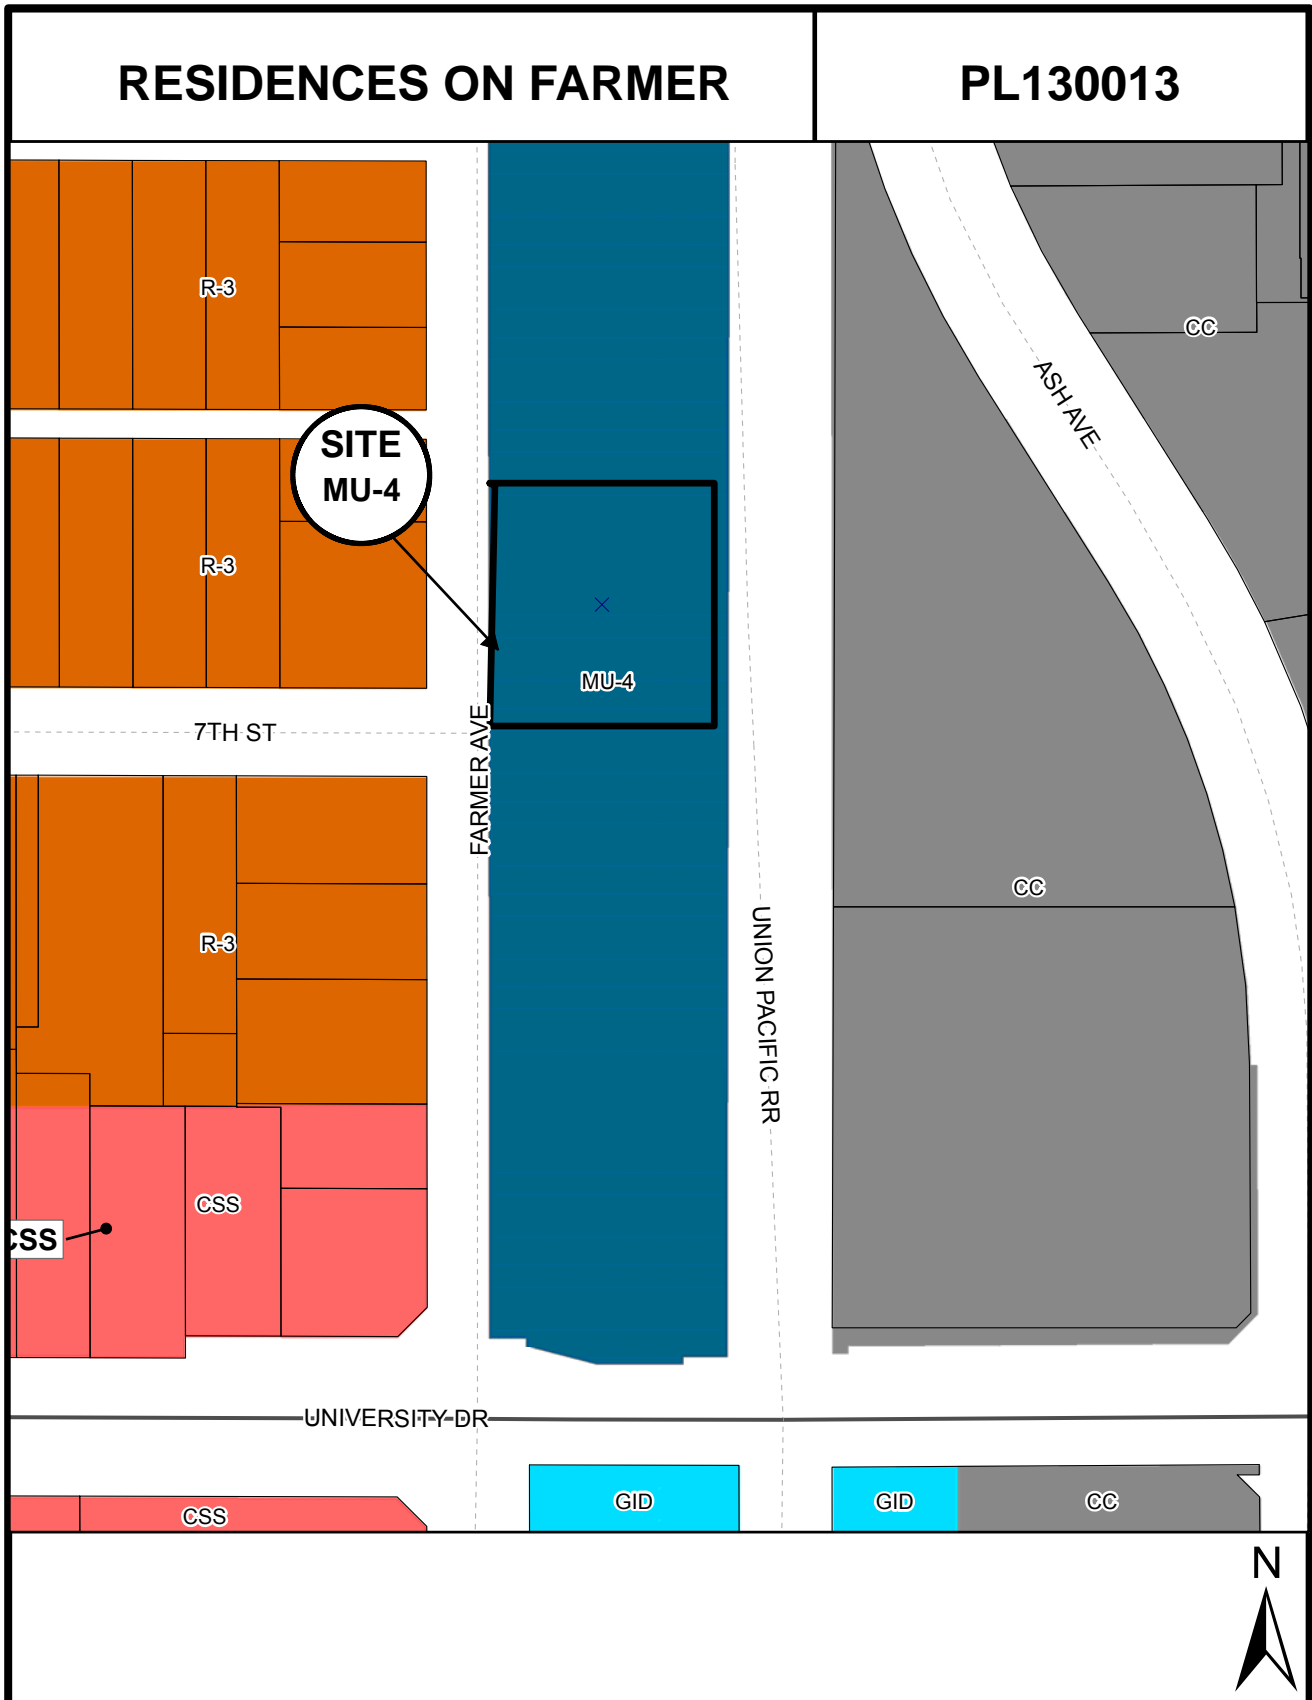 RESIDENCES ON FARMER
PL130013
R-3
CC
ASH AVE
SITE
MU-4
R-3
MU-4
7TH ST
FARMER AVE
CC
R-3
UNION PACIFIC RR
CSS
CSS
UNIVERSITY DR
GID
GID
CC
CSS
N